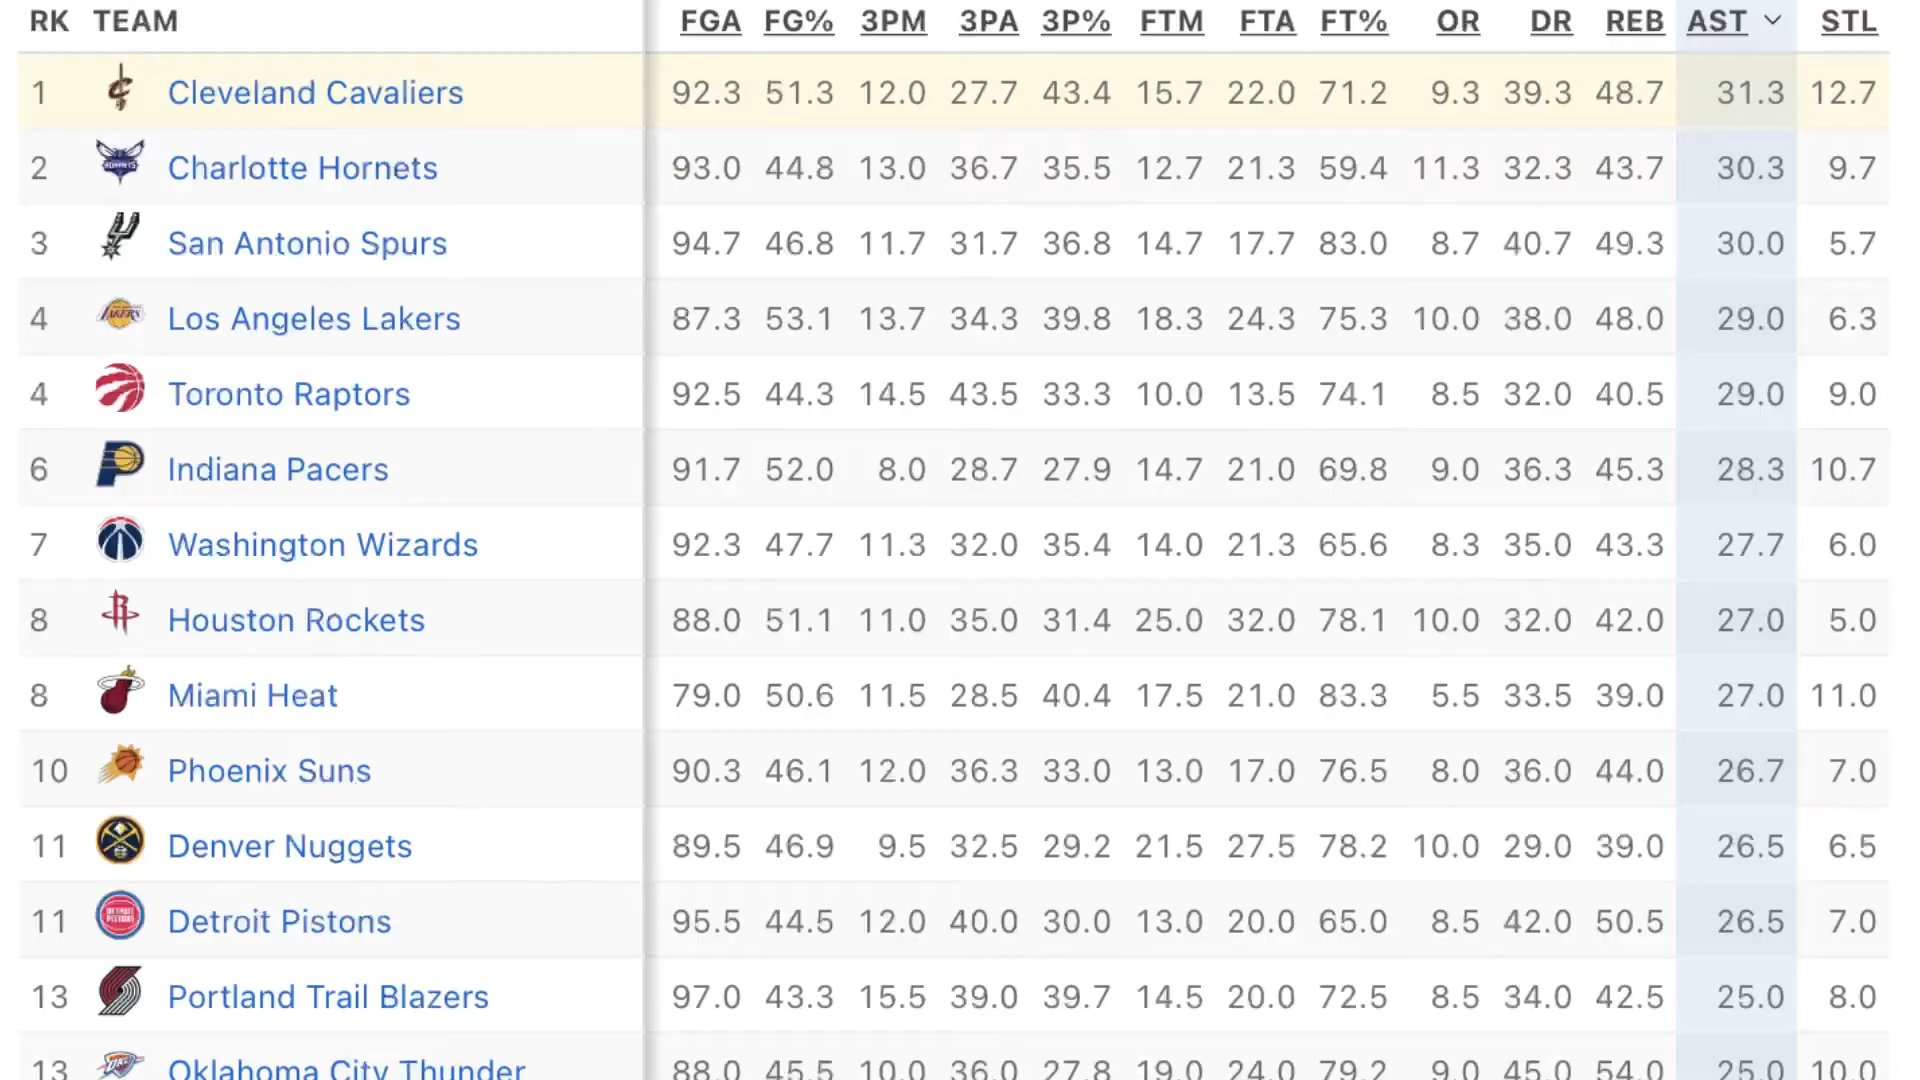 RK TEAM FGA FG% 3PM 3PA 3P% FTM FTA FT% OR DR REB AST STL
1 Cleveland Cavaliers 92.3 51.3 12.0 27.7 43.4 15.7 22.0 71.2 9.3 39.3 48.7 31.3 12.7
2 Charlotte Hornets 93.0 44.8 13.0 36.7 35.5 12.7 21.3 59.4 11.3 32.3 43.7 30.3 9.7
3 San Antonio Spurs 94.7 46.8 11.7 31.7 36.8 14.7 17.7 83.0 8.7 40.7 49.3 30.0 5.7
4 Los Angeles Lakers 87.3 53.1 13.7 34.3 39.8 18.3 24.3 75.3 10.0 38.0 48.0 29.0 6.3
4 Toronto Raptors 92.5 44.3 14.5 43.5 33.3 10.0 13.5 74.1 8.5 32.0 40.5 29.0 9.0
6 Indiana Pacers 91.7 52.0 8.0 28.7 27.9 14.7 21.0 69.8 9.0 36.3 45.3 28.3 10.7
7 Washington Wizards 92.3 47.7 11.3 32.0 35.4 14.0 21.3 65.6 8.3 35.0 43.3 27.7 6.0
8 Houston Rockets 88.0 51.1 11.0 35.0 31.4 25.0 32.0 78.1 10.0 32.0 42.0 27.0 5.0
8 Miami Heat 79.0 50.6 11.5 28.5 40.4 17.5 21.0 83.3 5.5 33.5 39.0 27.0 11.0
10 Phoenix Suns 90.3 46.1 12.0 36.3 33.0 13.0 17.0 76.5 8.0 36.0 44.0 26.7 7.0
11 Denver Nuggets 89.5 46.9 9.5 32.5 29.2 21.5 27.5 78.2 10.0 29.0 39.0 26.5 6.5
11 Detroit Pistons 95.5 44.5 12.0 40.0 30.0 13.0 20.0 65.0 8.5 42.0 50.5 26.5 7.0
13 Portland Trail Blazers 97.0 43.3 15.5 39.0 39.7 14.5 20.0 72.5 8.5 34.0 42.5 25.0 8.0
13 Oklahoma City Thunder 88.0 45.5 10.0 36.0 27.8 19.0 24.0 79.2 9.0 45.0 54.0 25.0 10.0